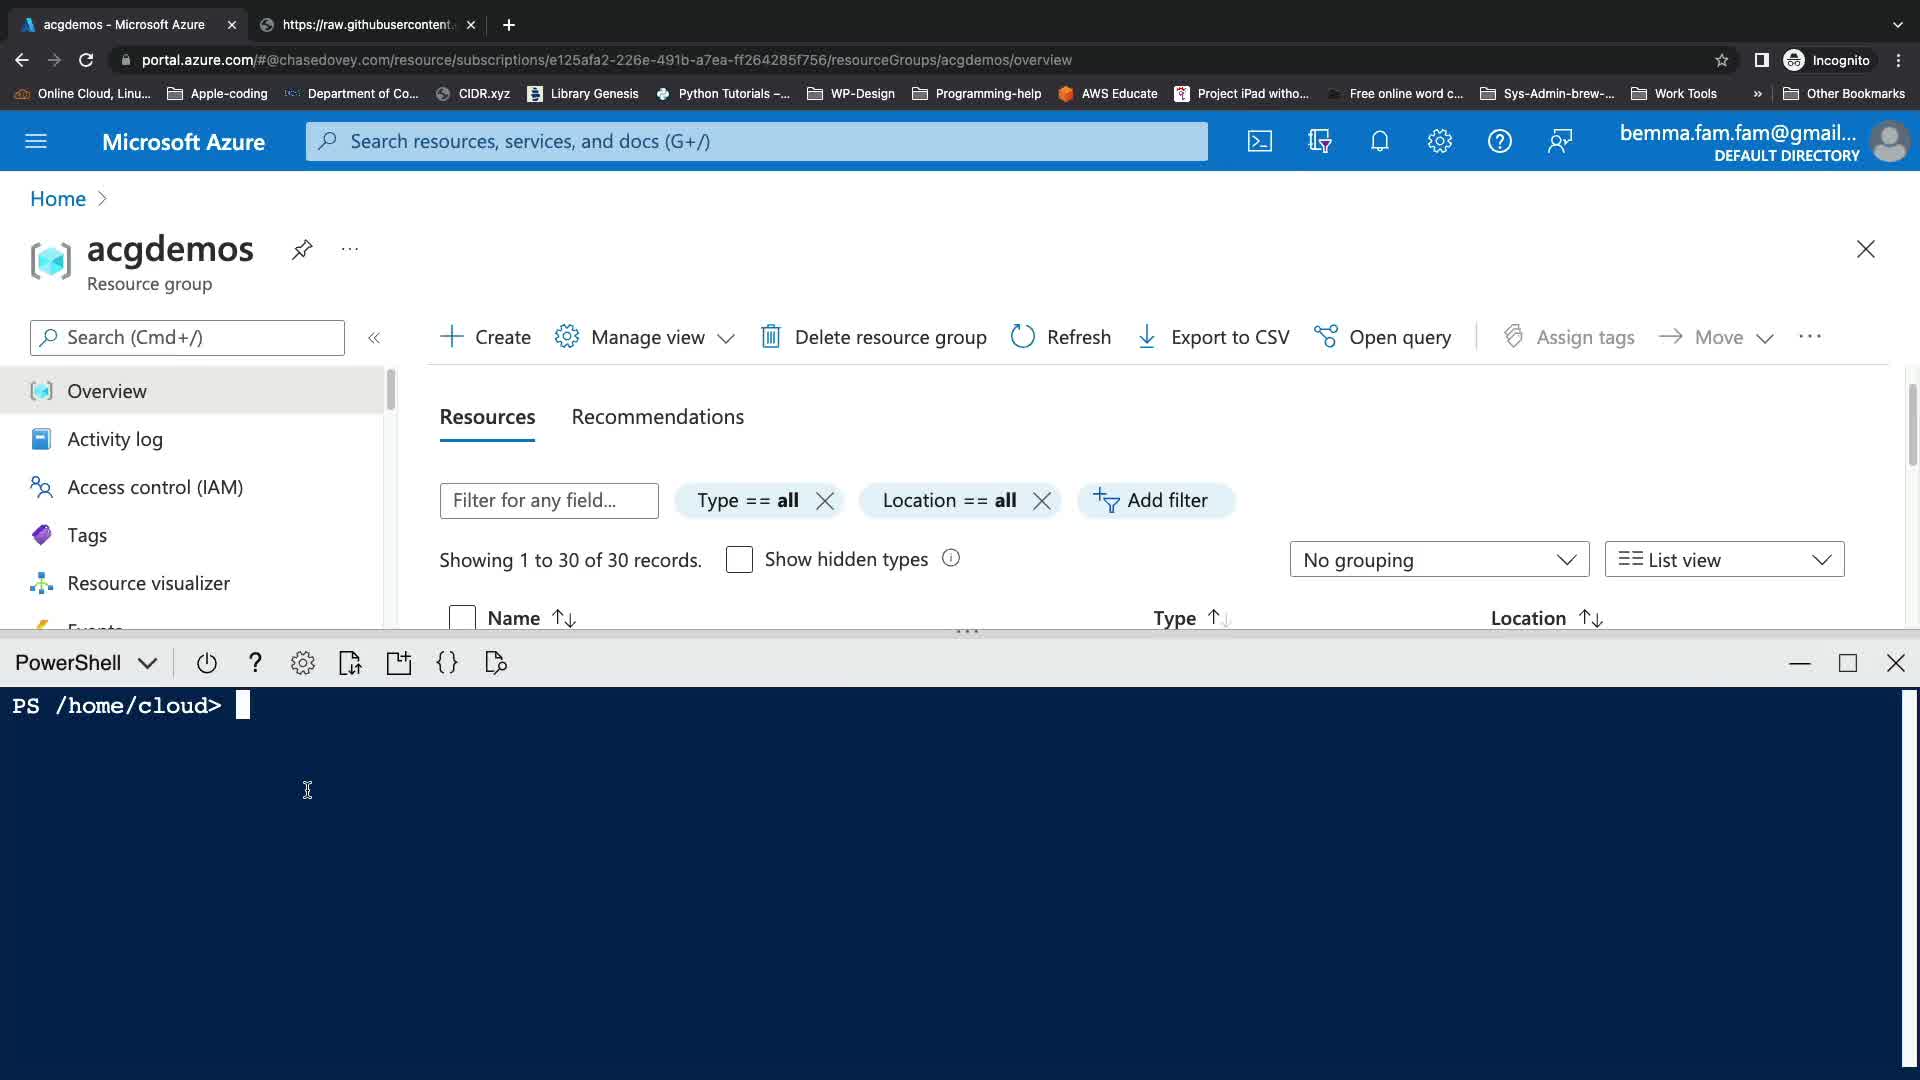 acgdemos - Microsoft Azure
https://raw.githubusercontent.
portal.azure.com/#@chasedovey.com/resource/subscriptions/e125afa2-226e-491b-a7ea-ff264285f756/resourceGroups/acgdemos/overview
Incognito
Online Cloud, Linu...
Apple-coding
Department of Co...
CIDR.xyz
Library Genesis
Python Tutorials –...
WP-Design
Programming-help
AWS Educate
Project iPad witho...
Free online word c...
Sys-Admin-brew-...
Work Tools
»
Other Bookmarks
Microsoft Azure
Search resources, services, and docs (G+/)
bemma.fam.fam@gmail...
DEFAULT DIRECTORY
Home >
acgdemos
...
Resource group
Search (Cmd+/)
«
Create
Manage view
Delete resource group
Refresh
Export to CSV
Open query
Assign tags
Move
...
Overview
Activity log
Access control (IAM)
Tags
Resource visualizer
Events
Resources
Recommendations
Filter for any field...
Type == all
Location == all
Add filter
Showing 1 to 30 of 30 records.
Show hidden types
No grouping
List view
Name
Type
Location
PowerShell
?
{}
PS /home/cloud>